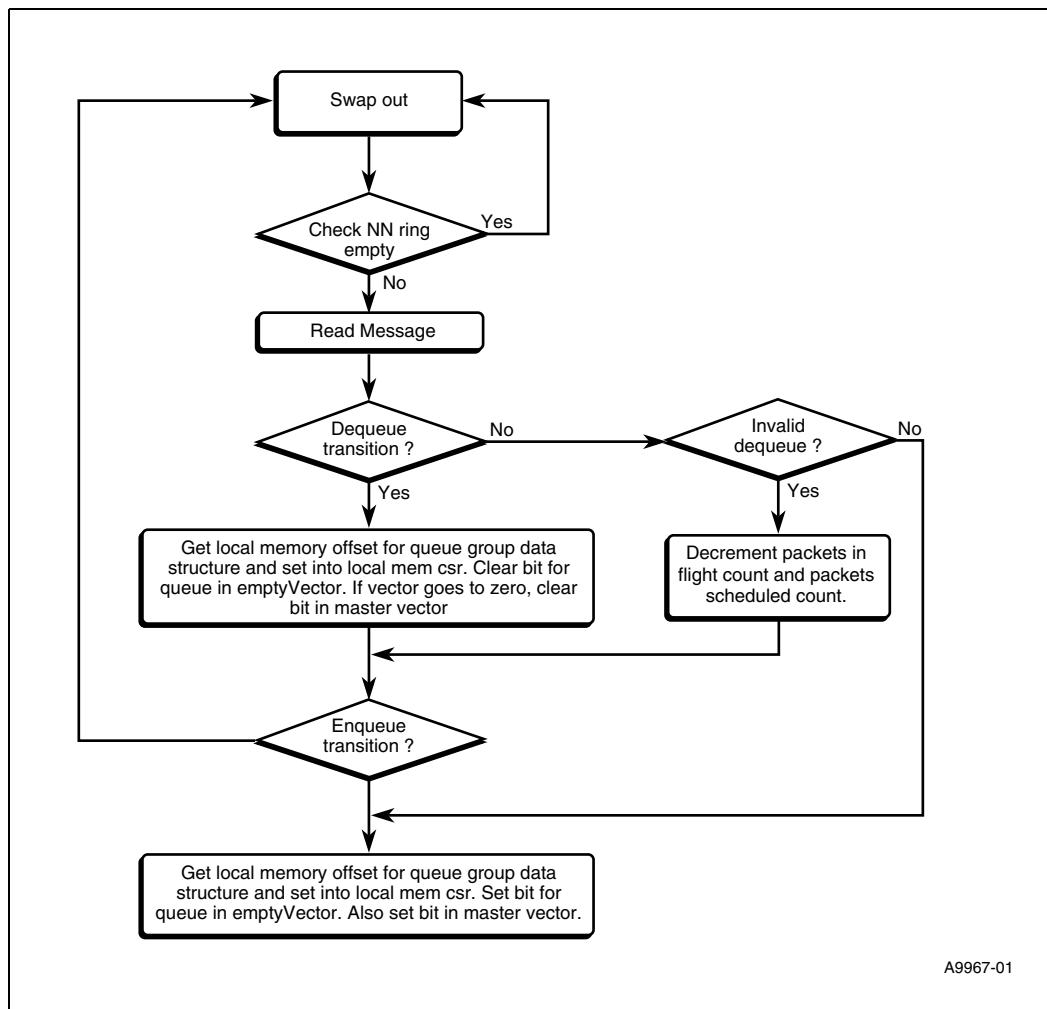 Swap out
Check NN ring
empty
Yes
No
Read Message
Dequeue
transition ?
No
Invalid
dequeue ?
No
Yes
Yes
Get local memory offset for queue group data
structure and set into local mem csr. Clear bit for
queue in emptyVector. If vector goes to zero, clear
bit in master vector
Decrement packets in
flight count and packets
scheduled count.
Enqueue
transition ?
Get local memory offset for queue group data
structure and set into local mem csr. Set bit for
queue in emptyVector. Also set bit in master vector.
A9967-01